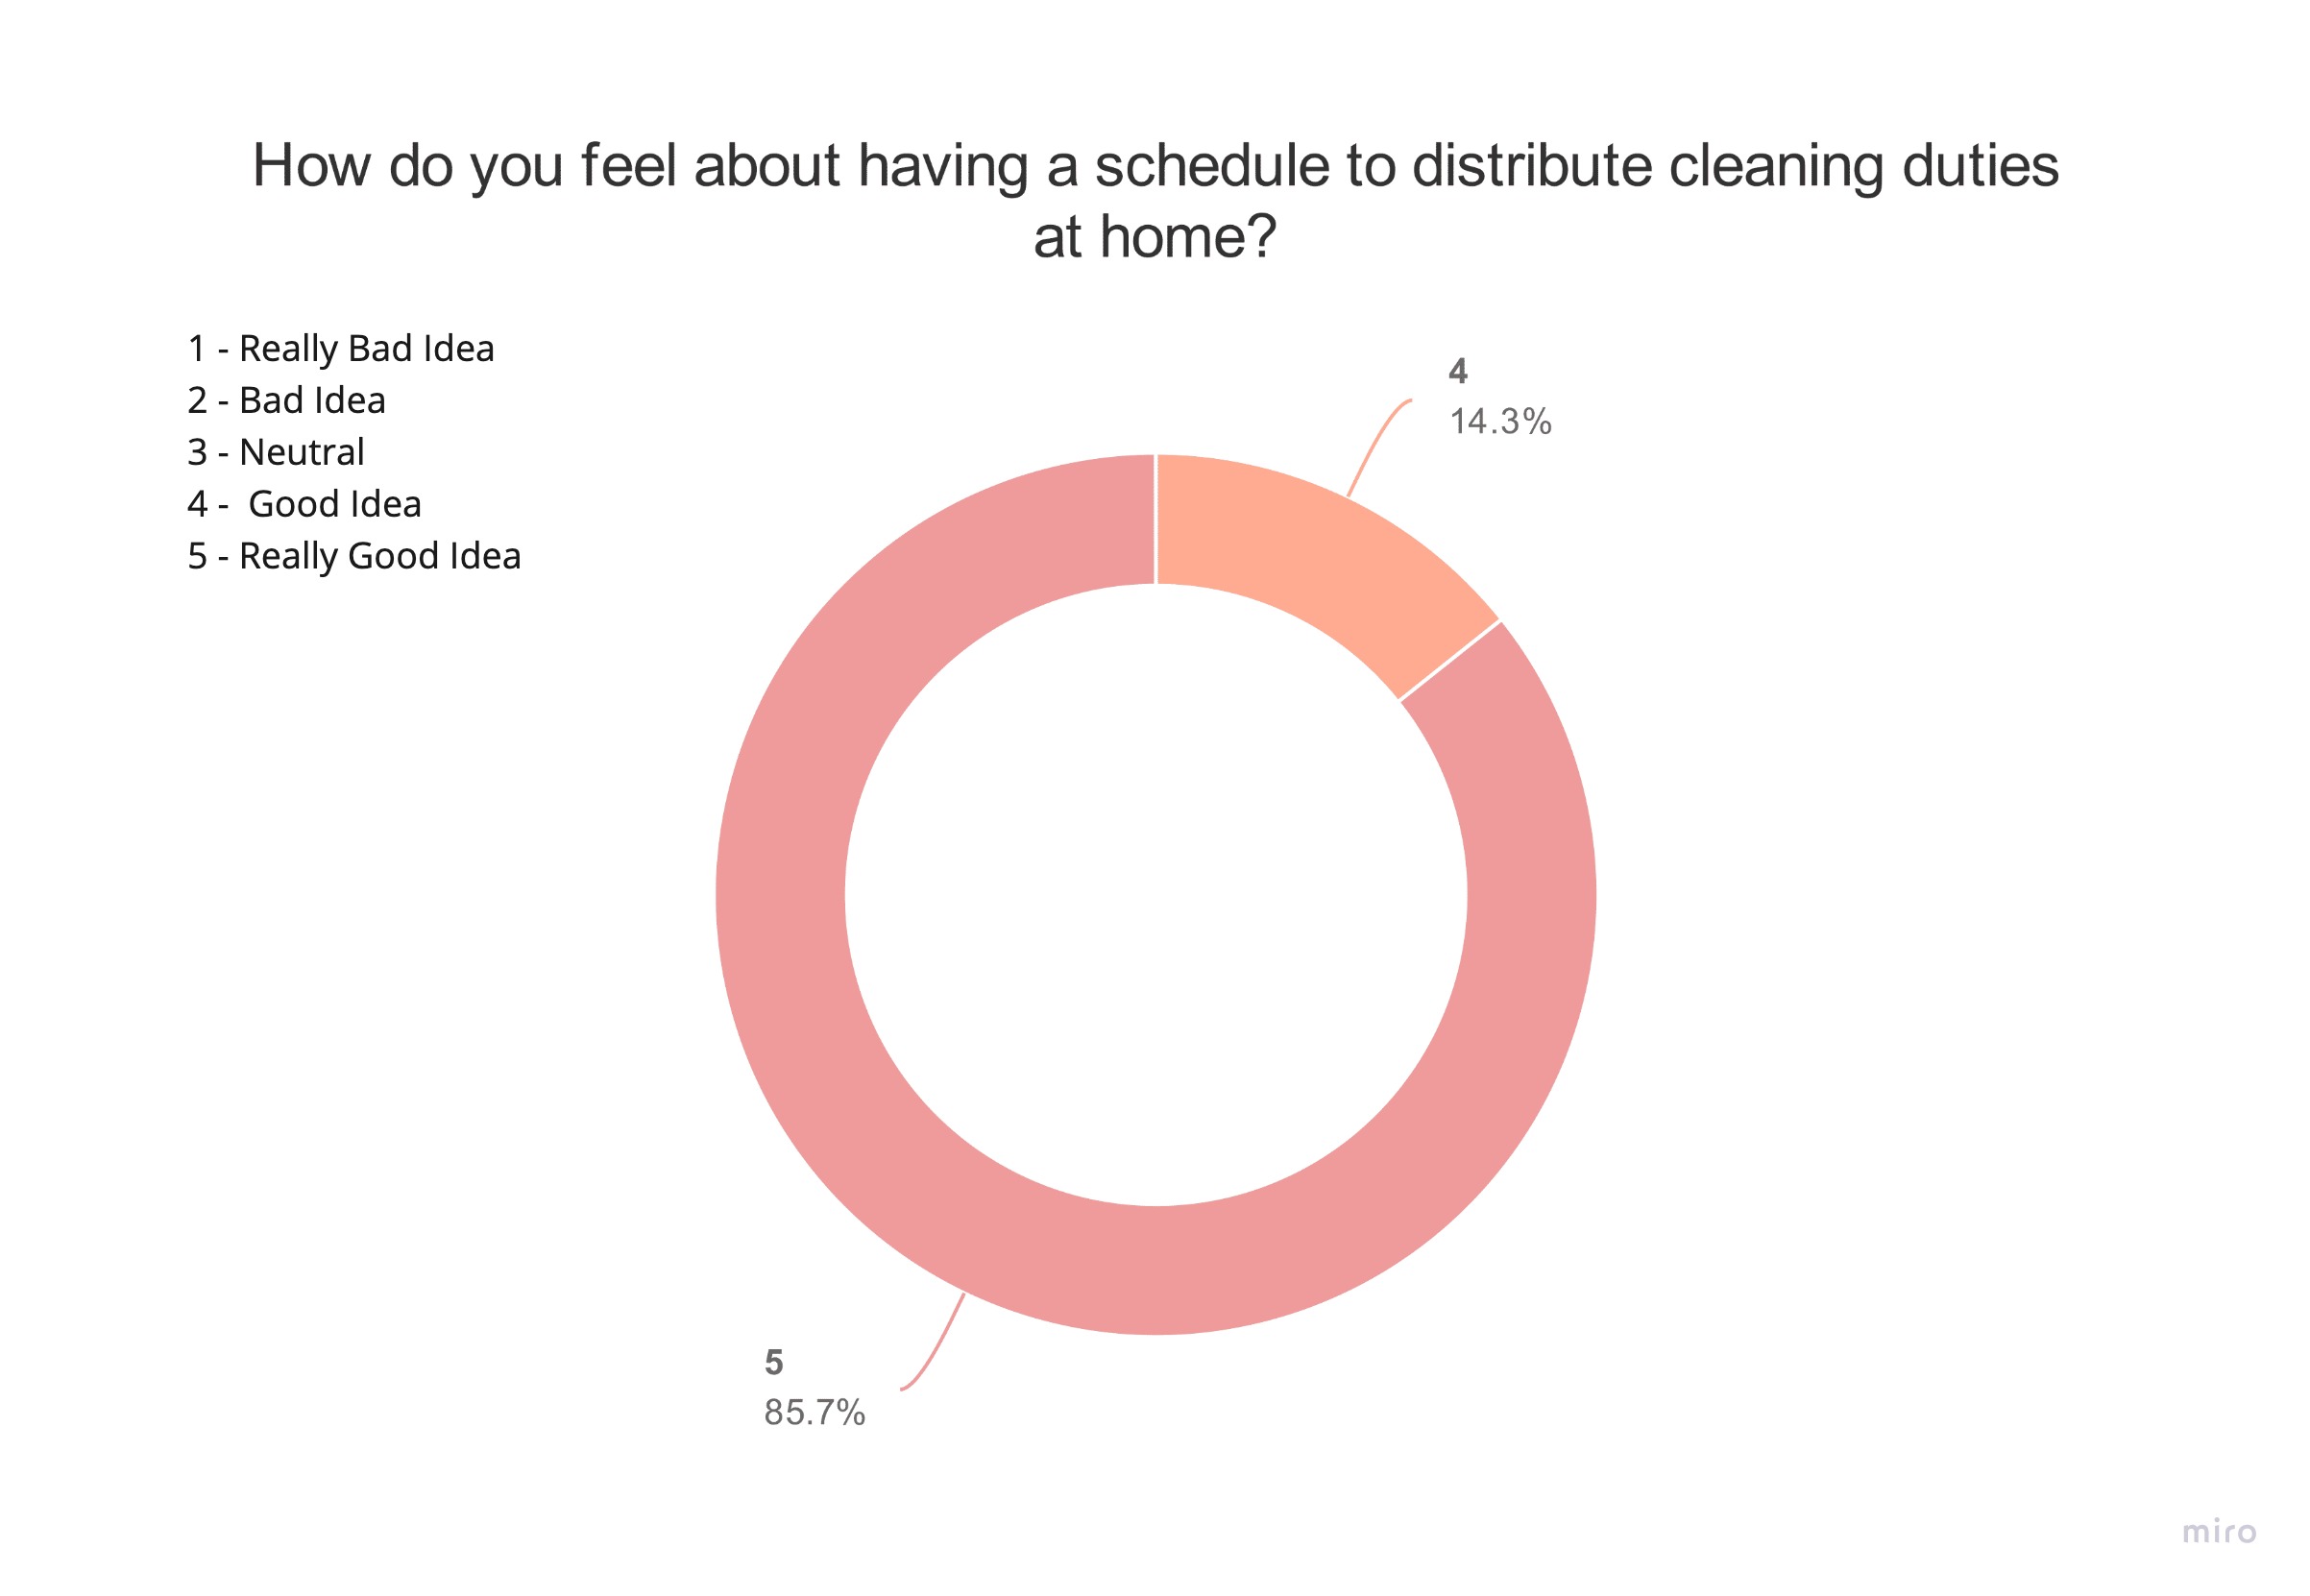 How do you feel about having a schedule to distribute cleaning duties
at home?
1 - Really Bad Idea
2 - Bad Idea
3 - Neutral
4 -  Good Idea
5 - Really Good Idea
4
14.3%
5
85.7%
miro